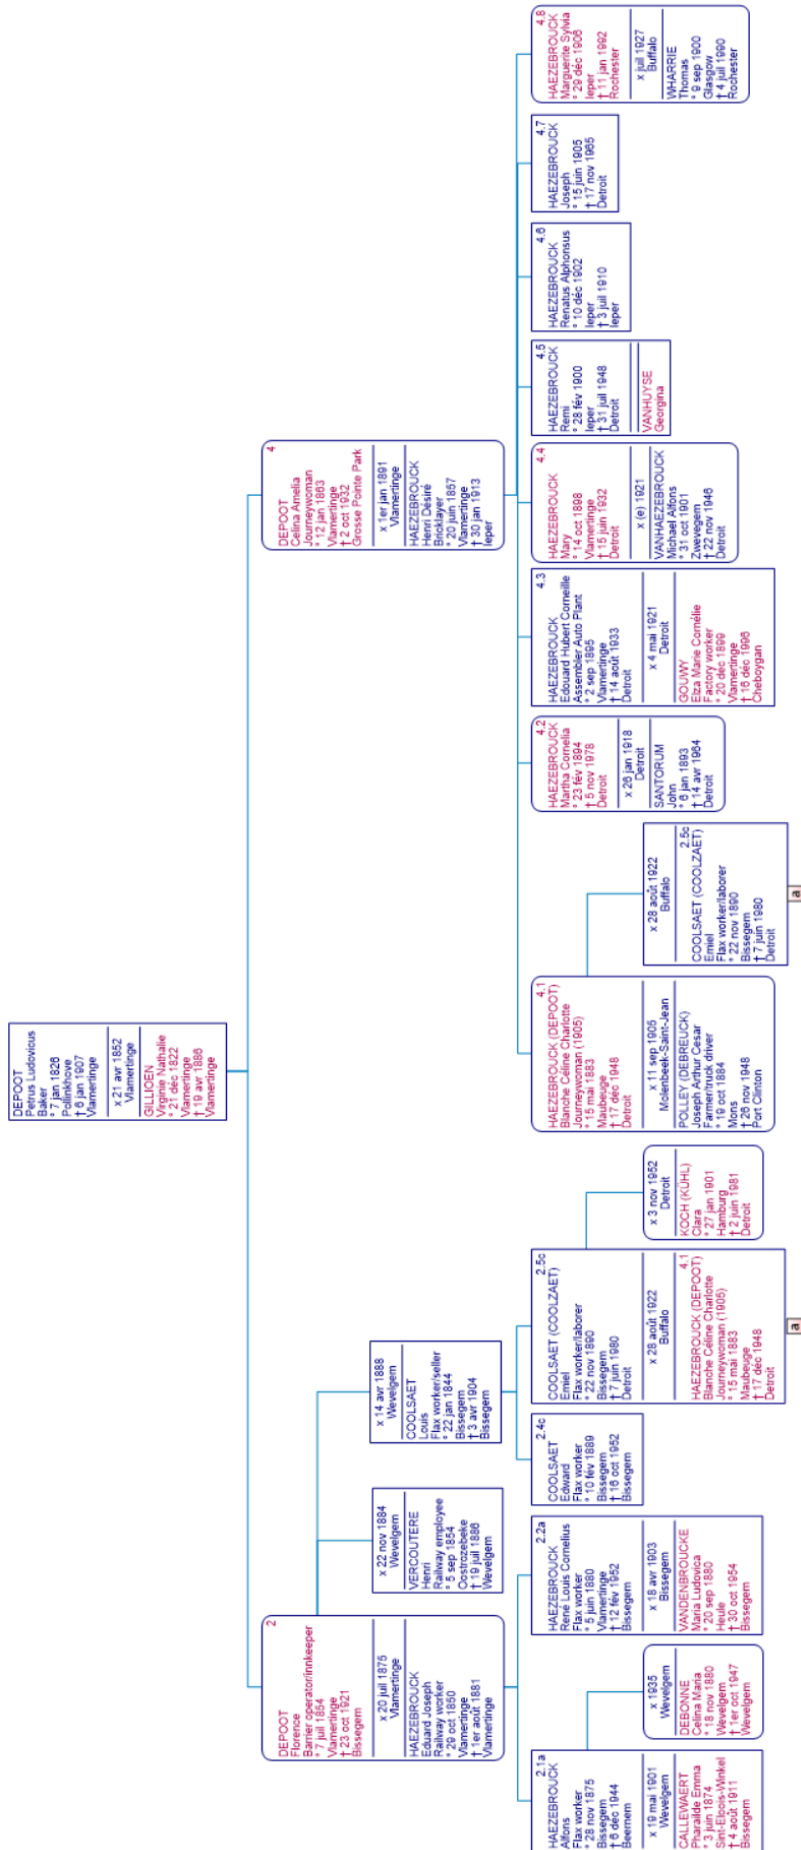 DEPOOT
Petrus Ludovicus
Baker
° 7 jan 1826
Pollinkhove
† 6 jan 1907
Vlamertinge
x 21 avr 1852
Vlamertinge
GILLIOEN
Virginie Nathalie
° 21 déc 1822
Vlamertinge
† 19 avr 1886
Vlamertinge
2
DEPOOT
Florence
Barrier operator/innkeeper
° 7 juil 1854
Vlamertinge
† 23 oct 1921
Bissegem
x 20 juil 1875
Vlamertinge
HAEZEBROUCK
Eduard Joseph
Railway worker
° 29 oct 1850
Vlamertinge
† 1er août 1881
Vlamertinge
x 22 nov 1884
Wevelgem
VERCOUTERE
Henri
Railway employee
° 5 sep 1854
Oostrozebeke
† 19 juil 1886
Wevelgem
x 14 avr 1888
Wevelgem
COOLSAET
Louis
Flax worker/seller
° 22 jan 1844
Bissegem
† 3 avr 1904
Bissegem
4
DEPOOT
Celina Amelia
Journeywoman
° 12 jan 1863
Vlamertinge
† 2 oct 1932
Grosse Pointe Park
x 1er jan 1891
Vlamertinge
HAEZEBROUCK
Henri Désiré
Bricklayer
° 20 juin 1857
Vlamertinge
† 30 jan 1913
Ieper
2.1a
HAEZEBROUCK
Alfons
Flax worker
° 28 nov 1875
Bissegem
† 6 déc 1944
Beernem
x 19 mai 1901
Wevelgem
CALLEWAERT
Pharailde Emma
° 3 juin 1874
Sint-Eloois-Winkel
† 4 août 1911
Bissegem
x 1935
Wevelgem
DEBONNE
Celina Maria
° 18 nov 1880
Wevelgem
† 1er oct 1947
Wevelgem
2.2a
HAEZEBROUCK
René Louis Cornelius
Flax worker
° 5 juin 1880
Vlamertinge
† 12 fév 1952
Bissegem
x 18 avr 1903
Bissegem
VANDENBROUCKE
Maria Ludovica
° 20 sep 1880
Heule
† 30 oct 1954
Bissegem
2.4c
COOLSAET
Edward
Flax worker
° 10 fév 1889
Bissegem
† 16 oct 1952
Bissegem
2.5c
COOLSAET (COOLZAET)
Emiel
Flax worker/laborer
° 22 nov 1890
Bissegem
† 7 juin 1980
Detroit
x 28 août 1922
Buffalo
4.1
HAEZEBROUCK (DEPOOT)
Blanche Céline Charlotte
Journeywoman (1905)
° 15 mai 1883
Maubeuge
† 17 déc 1948
Detroit
a
x 3 nov 1952
Detroit
KOCH (KÜHL)
Clara
° 27 jan 1901
Hamburg
† 2 juin 1981
Detroit
4.1
HAEZEBROUCK (DEPOOT)
Blanche Céline Charlotte
Journeywoman (1905)
° 15 mai 1883
Maubeuge
† 17 déc 1948
Detroit
x 11 sep 1905
Molenbeek-Saint-Jean
POLLEY (DEBREUCK)
Joseph Arthur Cesar
Farmer/truck driver
° 19 oct 1884
Mons
† 26 nov 1948
Port Clinton
x 28 août 1922
Buffalo
2.5c
COOLSAET (COOLZAET)
Emiel
Flax worker/laborer
° 22 nov 1890
Bissegem
† 7 juin 1980
Detroit
a
4.2
HAEZEBROUCK
Martha Cornelia
° 23 fév 1894
† 5 nov 1978
Detroit
x 26 jan 1918
Detroit
SANTORUM
John
° 6 jan 1893
† 14 avr 1964
Detroit
4.3
HAEZEBROUCK
Edouard Hubert Corneille
Assembler Auto Plant
° 2 sep 1895
Vlamertinge
† 14 août 1933
Detroit
x 4 mai 1921
Detroit
GOUWY
Elza Marie Cornélie
Factory worker
° 20 déc 1899
Vlamertinge
† 16 déc 1996
Cheboygan
4.4
HAEZEBROUCK
Mary
° 14 oct 1898
Vlamertinge
† 15 juin 1932
Detroit
x (e) 1921
VANHAEZEBROUCK
Michael Alfons
° 31 oct 1901
Zwevegem
† 22 nov 1946
Detroit
4.5
HAEZEBROUCK
Remi
° 28 fév 1900
Ieper
† 31 juil 1948
Detroit
VANHUYSE
Georgina
4.6
HAEZEBROUCK
Renatus Alphonsus
° 10 déc 1902
Ieper
† 3 juil 1910
Ieper
4.7
HAEZEBROUCK
Joseph
° 15 juin 1905
† 17 nov 1965
Detroit
4.8
HAEZEBROUCK
Marguerite Sylvia
° 29 déc 1906
Ieper
† 11 jan 1992
Rochester
x juil 1927
Buffalo
WHARRIE
Thomas
° 9 sep 1900
Glasgow
† 4 juil 1990
Rochester